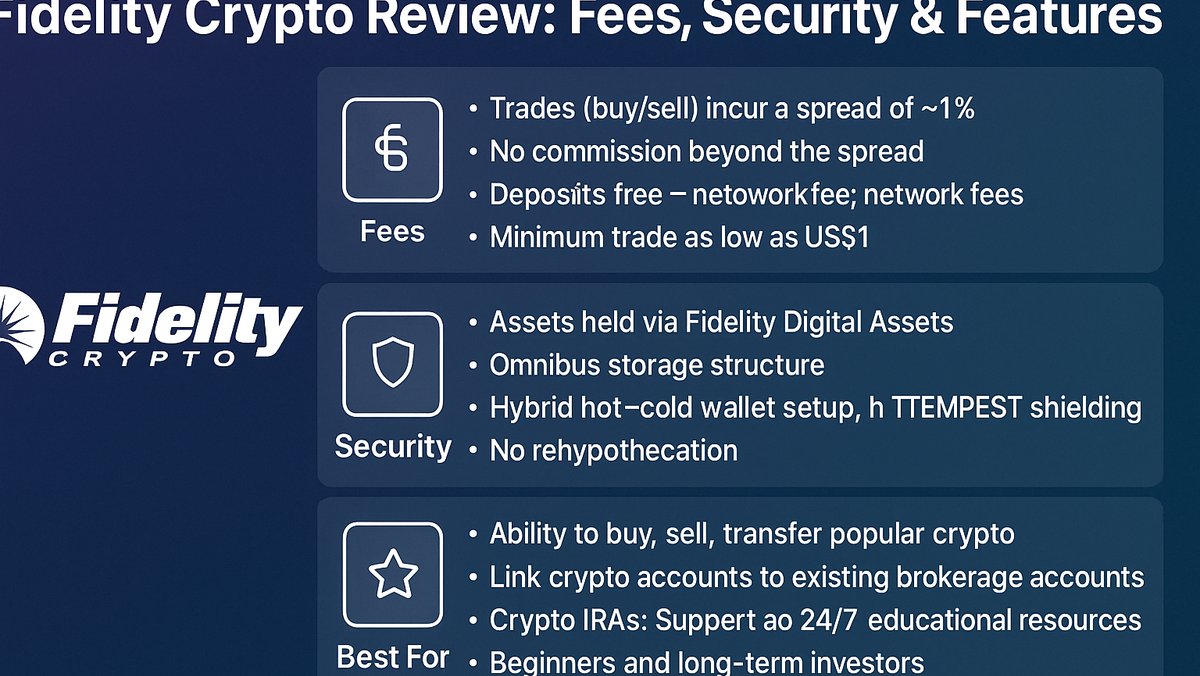 Fidelity Crypto Review: Fees, Security & Features
• Trades (buy/sell) incur a spread of ~1%
• No commission beyond the spread
• Deposits free – netoworkfee; network fees
• Minimum trade as low as US$1
Fees
Fidelity
CRYPTO
• Assets held via Fidelity Digital Assets
• Omnibus storage structure
• Hybrid hot–cold wallet setup, h TTEMPEST shielding
• No rehypothecation
Security
• Ability to buy, sell, transfer popular crypto
• Link crypto accounts to existing brokerage accounts
• Crypto IRAs: Suppert ao 24/7 educational resources
• Beginners and long-term investors
Best For